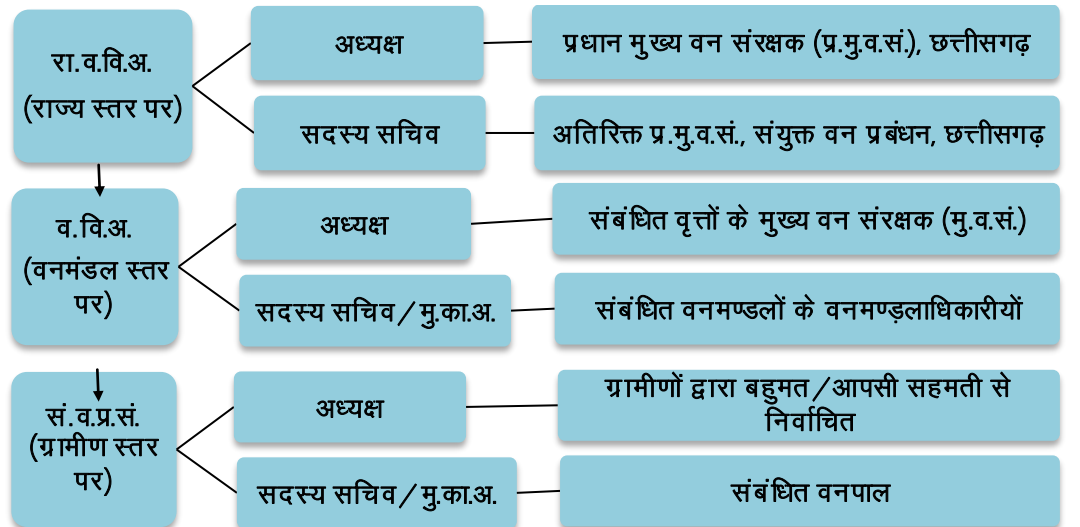 रा.व.वि.अ.
(राज्य स्तर पर)
अध्यक्ष
प्रधान मुख्य वन संरक्षक (प्र.मु.व.सं.), छत्तीसगढ़
सदस्य सचिव
अतिरिक्त प्र.मु.व.सं., संयुक्त वन प्रबंधन, छत्तीसगढ़
व.वि.अ.
(वनमंडल स्तर
पर)
अध्यक्ष
संबंधित वृत्तों के मुख्य वन संरक्षक (मु.व.सं.)
सदस्य सचिव/मु.का.अ.
संबंधित वनमण्डलों के वनमण्ड़लाधिकारीयों
सं.व.प्र.सं.
(ग्रामीण स्तर
पर)
अध्यक्ष
ग्रामीणों द्वारा बहुमत/आपसी सहमती से
निर्वाचित
सदस्य सचिव/मु.का.अ.
संबंधित वनपाल